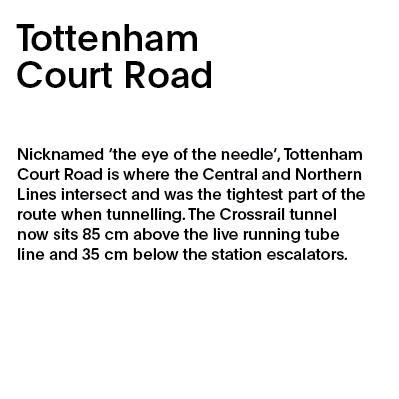 Tottenham
Court Road
Nicknamed ‘the eye of the needle’, Tottenham
Court Road is where the Central and Northern
Lines intersect and was the tightest part of the
route when tunnelling. The Crossrail tunnel
now sits 85 cm above the live running tube
line and 35 cm below the station escalators.